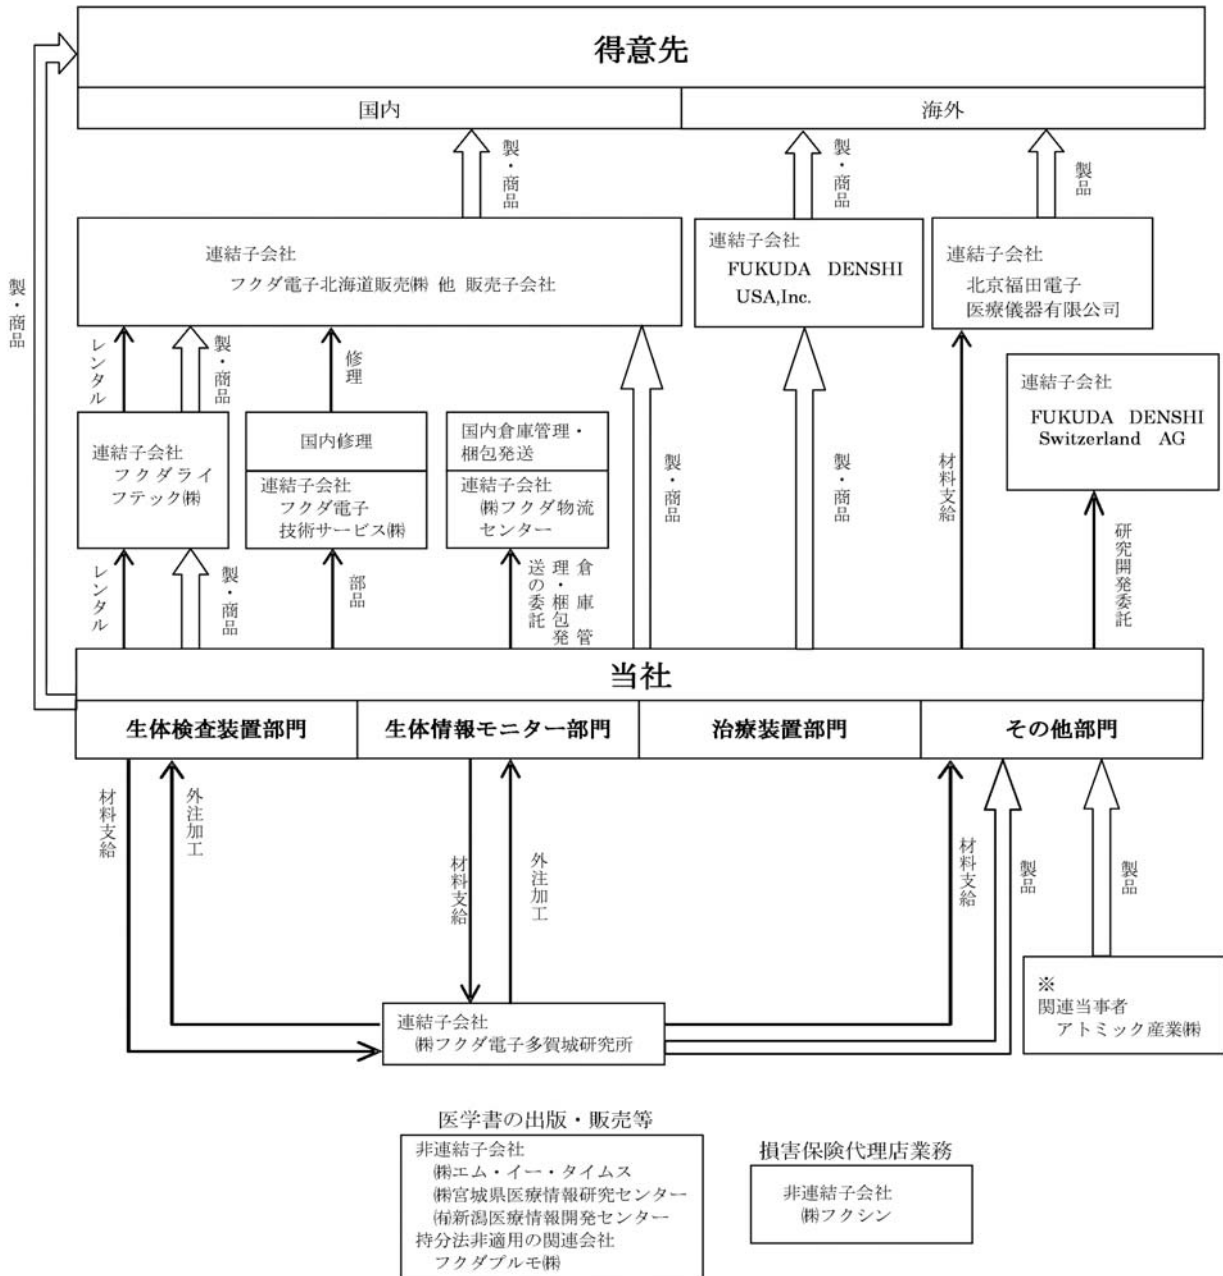 得意先
国内
海外
製・商品
製・商品
製品
製・商品
連結子会社
フクダ電子北海道販売㈱ 他 販売子会社
連結子会社
FUKUDA DENSHI
USA,Inc.
連結子会社
北京福田電子
医療儀器有限公司
レンタル
製・商品
修理
製・商品
製・商品
材料支給
連結子会社
FUKUDA DENSHI
Switzerland AG
連結子会社
フクダライ
フテック㈱
国内修理
連結子会社
フクダ電子
技術サービス㈱
国内倉庫管理・
梱包発送
連結子会社
㈱フクダ物流
センター
レンタル
製・商品
部品
倉庫管
理・梱包発
送の委託
研究開発委託
当社
生体検査装置部門
生体情報モニター部門
治療装置部門
その他部門
材料支給
外注加工
材料支給
外注加工
材料支給
製品
製品
連結子会社
㈱フクダ電子多賀城研究所
※
関連当事者
アトミック産業㈱
医学書の出版・販売等
非連結子会社
㈱エム・イー・タイムス
㈱宮城県医療情報研究センター
㈲新潟医療情報開発センター
持分法非適用の関連会社
フクダプルモ㈱
損害保険代理店業務
非連結子会社
㈱フクシン